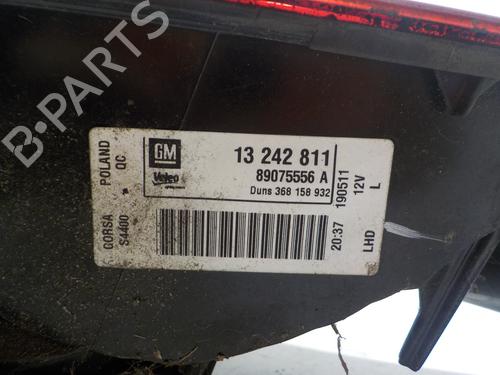 B-PARTS
GM
Valeo
13 242 811
89075556 A
Duns 368 158 932
CORSA POLAND
S4400 QC
20:37 190511
LHD 12V L